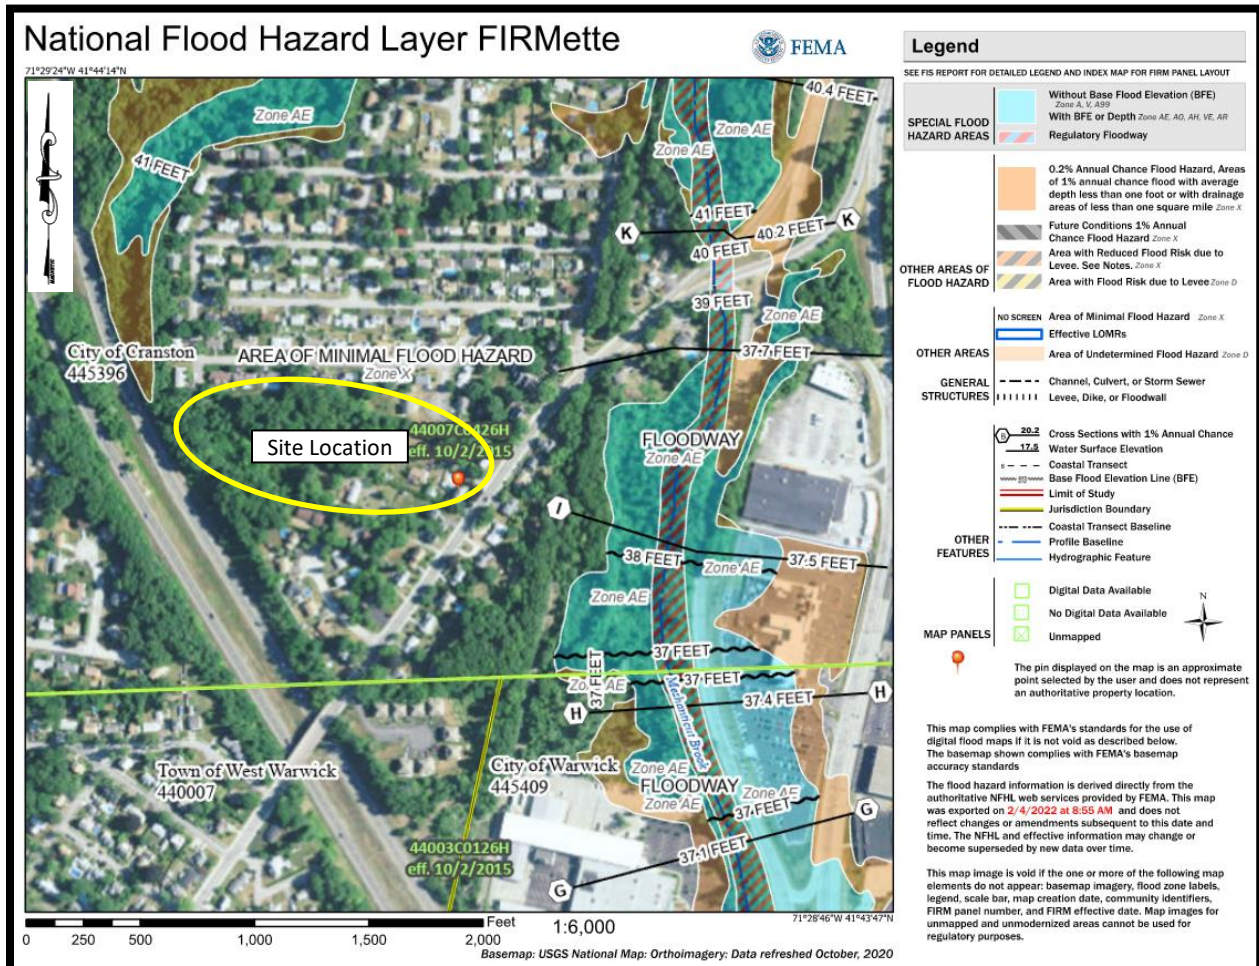 National Flood Hazard Layer FIRMette
FEMA
71°29'24"W 41°44'14"N
Zone AE
41 FEET
Zone AE
Zone AE
40.4 FEET
41 FEET
K
40.2 FEET
K
40 FEET
39 FEET
Zone AE
City of Cranston
445396
AREA OF MINIMAL FLOOD HAZARD
Zone X
37.7 FEET
44007C0426H
eff. 10/2/2015
Site Location
FLOODWAY
Zone AE
I
38 FEET
Zone AE
37.5 FEET
Zone AE
37 FEET
37 FEET
Zone AE
37 FEET
H
37.4 FEET
H
Town of West Warwick
440007
City of Warwick
445409
Zone AE
FLOODWAY
Zone AE
Zone AE
37 FEET
G
37.1 FEET
G
44003C0126H
eff. 10/2/2015
71°28'46"W 41°43'47"N
Feet
1:6,000
0 250 500 1,000 1,500 2,000
Basemap: USGS National Map: Orthoimagery: Data refreshed October, 2020
Legend
SEE FIS REPORT FOR DETAILED LEGEND AND INDEX MAP FOR FIRM PANEL LAYOUT
SPECIAL FLOOD
HAZARD AREAS
Without Base Flood Elevation (BFE)
Zone A, V, A99
With BFE or Depth Zone AE, AO, AH, VE, AR
Regulatory Floodway
0.2% Annual Chance Flood Hazard, Areas
of 1% annual chance flood with average
depth less than one foot or with drainage
areas of less than one square mile Zone X
Future Conditions 1% Annual
Chance Flood Hazard Zone X
Area with Reduced Flood Risk due to
Levee. See Notes. Zone X
Area with Flood Risk due to Levee Zone D
OTHER AREAS OF
FLOOD HAZARD
NO SCREEN Area of Minimal Flood Hazard Zone X
Effective LOMRs
OTHER AREAS
Area of Undetermined Flood Hazard Zone D
GENERAL
STRUCTURES
Channel, Culvert, or Storm Sewer
Levee, Dike, or Floodwall
B 20.2 Cross Sections with 1% Annual Chance
17.5 Water Surface Elevation
8 Coastal Transect
Base Flood Elevation Line (BFE)
Limit of Study
Jurisdiction Boundary
Coastal Transect Baseline
OTHER
FEATURES
Profile Baseline
Hydrographic Feature
Digital Data Available
No Digital Data Available
MAP PANELS
Unmapped
N
The pin displayed on the map is an approximate
point selected by the user and does not represent
an authoritative property location.
This map complies with FEMA's standards for the use of
digital flood maps if it is not void as described below.
The basemap shown complies with FEMA's basemap
accuracy standards
The flood hazard information is derived directly from the
authoritative NFHL web services provided by FEMA. This map
was exported on 2/4/2022 at 8:55 AM and does not
reflect changes or amendments subsequent to this date and
time. The NFHL and effective information may change or
become superseded by new data over time.
This map image is void if the one or more of the following map
elements do not appear: basemap imagery, flood zone labels,
legend, scale bar, map creation date, community identifiers,
FIRM panel number, and FIRM effective date. Map images for
unmapped and unmodernized areas cannot be used for
regulatory purposes.